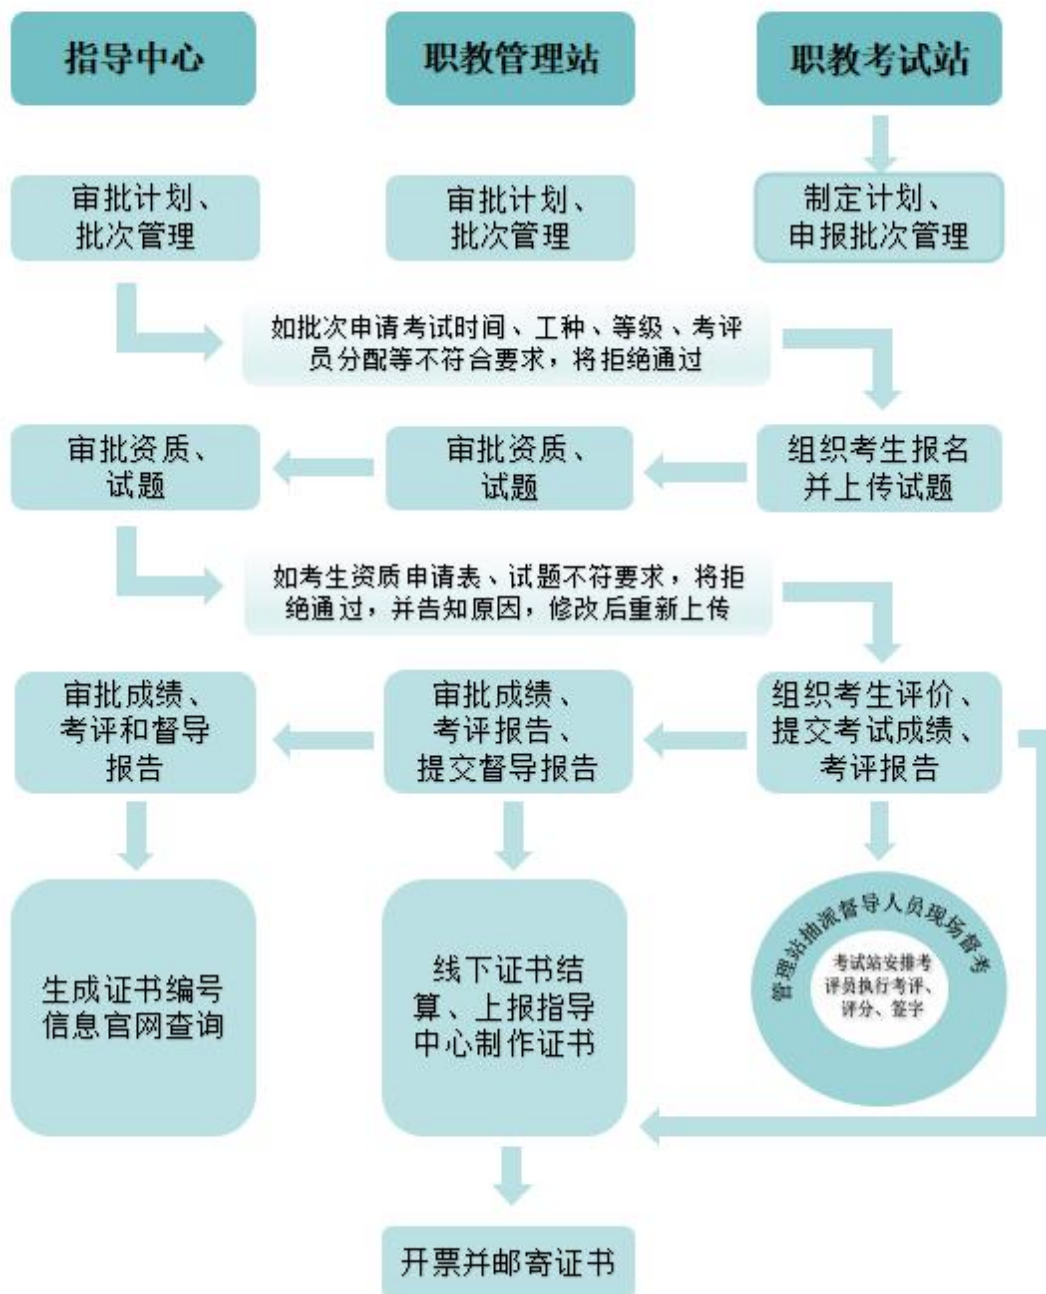 指导中心
职教管理站
职教考试站
审批计划、
批次管理
审批计划、
批次管理
制定计划、
申报批次管理
如批次申请考试时间、工种、等级、考评
员分配等不符合要求，将拒绝通过
审批资质、
试题
审批资质、
试题
组织考生报名
并上传试题
如考生资质申请表、试题不符要求，将拒
绝通过，并告知原因，修改后重新上传
审批成绩、
考评和督导
报告
审批成绩、
考评报告、
提交督导报告
组织考生评价、
提交考试成绩、
考评报告
生成证书编号
信息官网查询
线下证书结
算、上报指导
中心制作证书
管理站抽派督导人员现场督考
考试站安排考
评员执行考评、
评分、签字
开票并邮寄证书